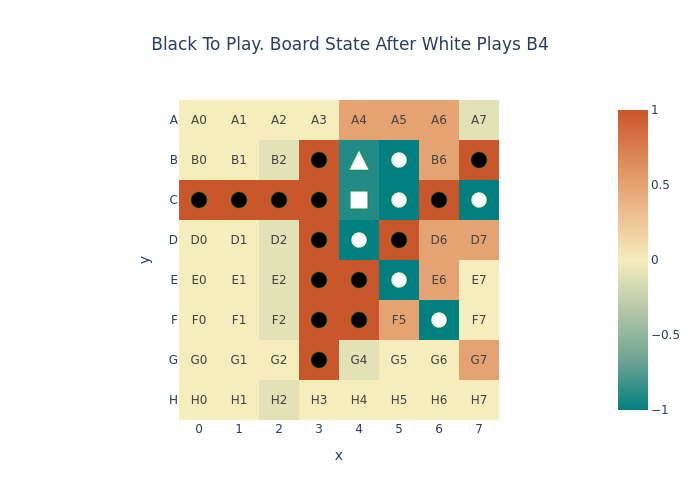 Black To Play. Board State After White Plays B4
A A0 A1 A2 A3 A4 A5 A6 A7
B B0 B1 B2 B6
C
D D0 D1 D2 D6 D7
E E0 E1 E2 E6 E7
F F0 F1 F2 F5 F7
G G0 G1 G2 G4 G5 G6 G7
H H0 H1 H2 H3 H4 H5 H6 H7
0 1 2 3 4 5 6 7
x
y
1
0.5
0
−0.5
−1